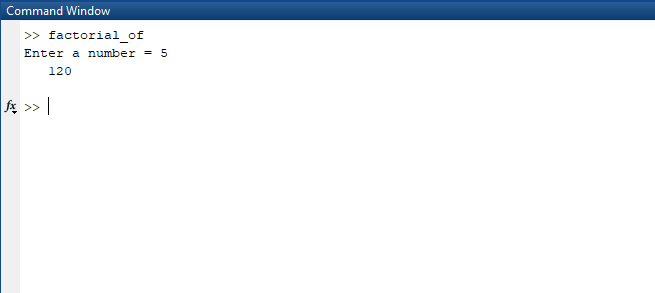 Command Window
>> factorial_of
Enter a number = 5
120
fx >>